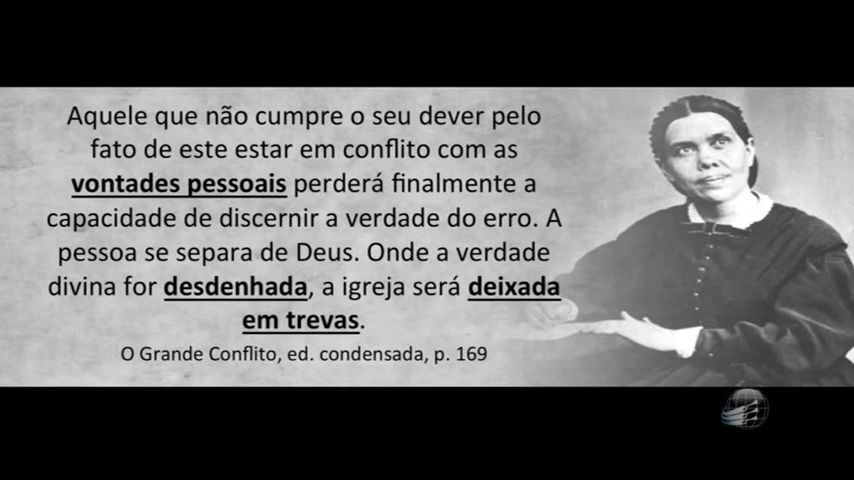 Aquele que não cumpre o seu dever pelo
fato de este estar em conflito com as
vontades pessoais perderá finalmente a
capacidade de discernir a verdade do erro. A
pessoa se separa de Deus. Onde a verdade
divina for desdenhada, a igreja será deixada
em trevas.
O Grande Conflito, ed. condensada, p. 169